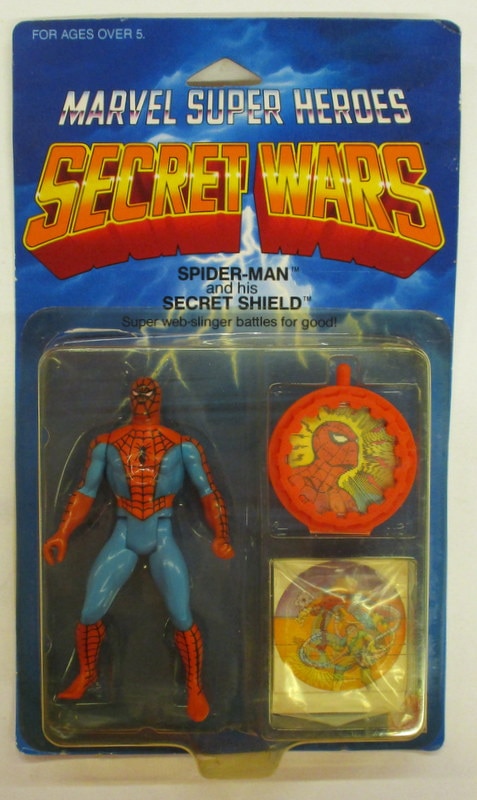 FOR AGES OVER 5.
MARVEL SUPER HEROES
SECRET WARS
SPIDER-MAN™
and his
SECRET SHIELD™
Super web-slinger battles for good!